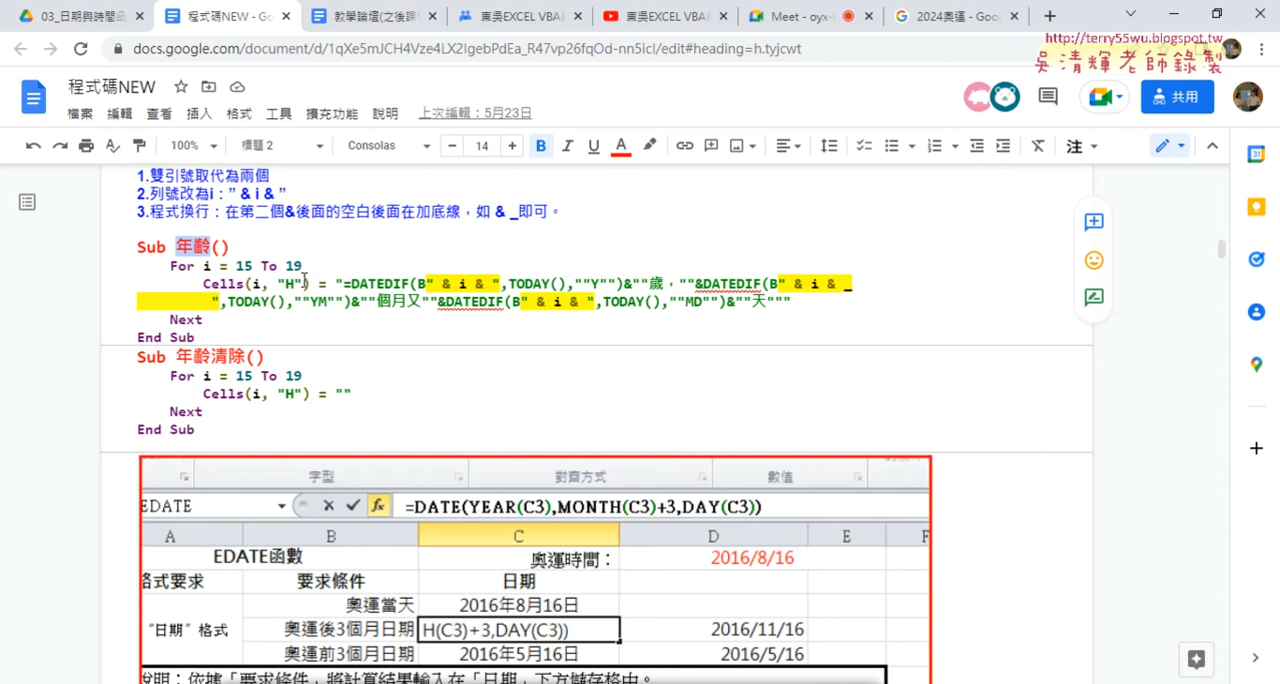 03_日期與時間函
程式碼NEW - Go
教學論壇(之後課
東吳EXCEL VBA
東吳EXCEL VBA
Meet - oyx-i
2024奧運 - Goo
docs.google.com/document/d/1qXe5mJCH4Vze4LX2IgebPdEa_R47vp26fqOd-nn5icI/edit#heading=h.tyjcwt
http://terry55wu.blogspot.tw
吳清輝老師錄製
程式碼NEW
檔案 編輯 查看 插入 格式 工具 擴充功能 說明 上次編輯：5月23日
共用
100% 標題 2 Consolas 14 B I U A 注
1.雙引號取代為兩個
2.列號改為i：" & i & "
3.程式換行：在第二個&後面的空白後面在加底線，如 & _即可。
Sub 年齡()
For i = 15 To 19
Cells(i, "H") = "=DATEDIF(B" & i & ",TODAY(),""Y"")&""歲，""&DATEDIF(B" & i & _
",TODAY(),""YM"")&""個月又""&DATEDIF(B" & i & ",TODAY(),""MD"")&""天"""
Next
End Sub
Sub 年齡清除()
For i = 15 To 19
Cells(i, "H") = ""
Next
End Sub
字型 對齊方式 數值
EDATE fx =DATE(YEAR(C3),MONTH(C3)+3,DAY(C3))
A B C D E F
EDATE函數 奧運時間： 2016/8/16
格式要求 要求條件 日期
奧運當天 2016年8月16日
"日期" 格式 奧運後3個月日期 H(C3)+3,DAY(C3)) 2016/11/16
奧運前3個月日期 2016年5月16日 2016/5/16
說明：依據「要求條件」將計算結果輸入在「日期」下方儲存格中。